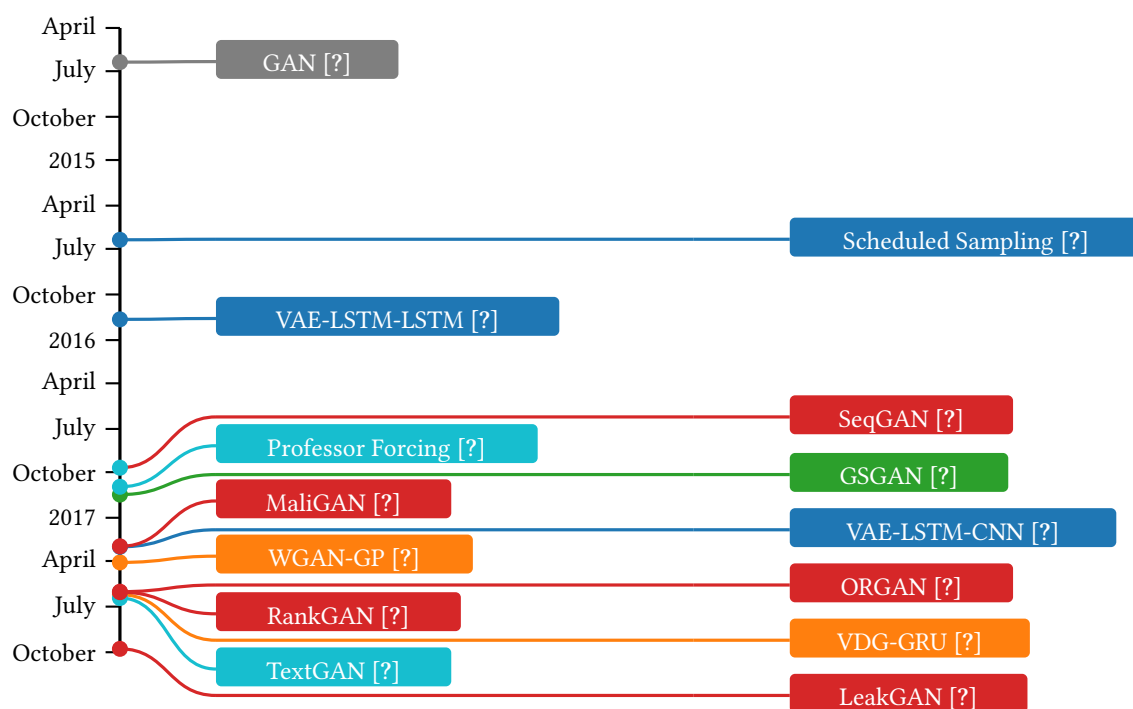 April
GAN [?]
July
October
2015
April
Scheduled Sampling [?]
July
October
VAE-LSTM-LSTM [?]
2016
April
SeqGAN [?]
July
Professor Forcing [?]
October
GSGAN [?]
MaliGAN [?]
2017
VAE-LSTM-CNN [?]
April
WGAN-GP [?]
ORGAN [?]
July
RankGAN [?]
VDG-GRU [?]
October
TextGAN [?]
LeakGAN [?]